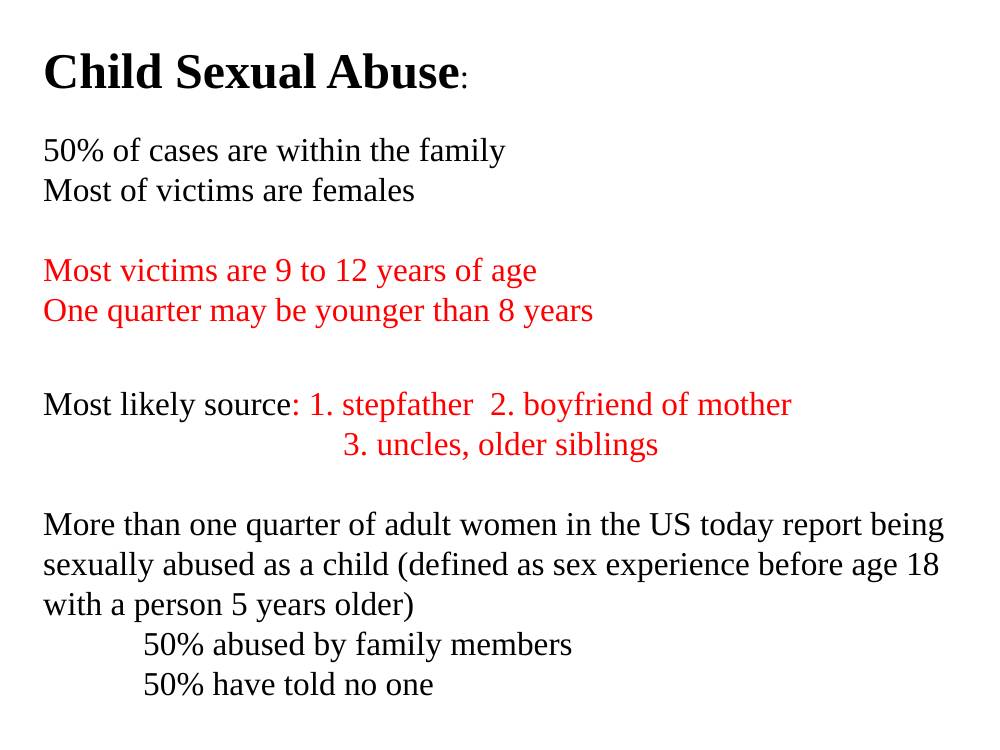 Child Sexual Abuse:
50% of cases are within the family
Most of victims are females
Most victims are 9 to 12 years of age
One quarter may be younger than 8 years
Most likely source: 1. stepfather  2. boyfriend of mother
3. uncles, older siblings
More than one quarter of adult women in the US today report being
sexually abused as a child (defined as sex experience before age 18
with a person 5 years older)
50% abused by family members
50% have told no one